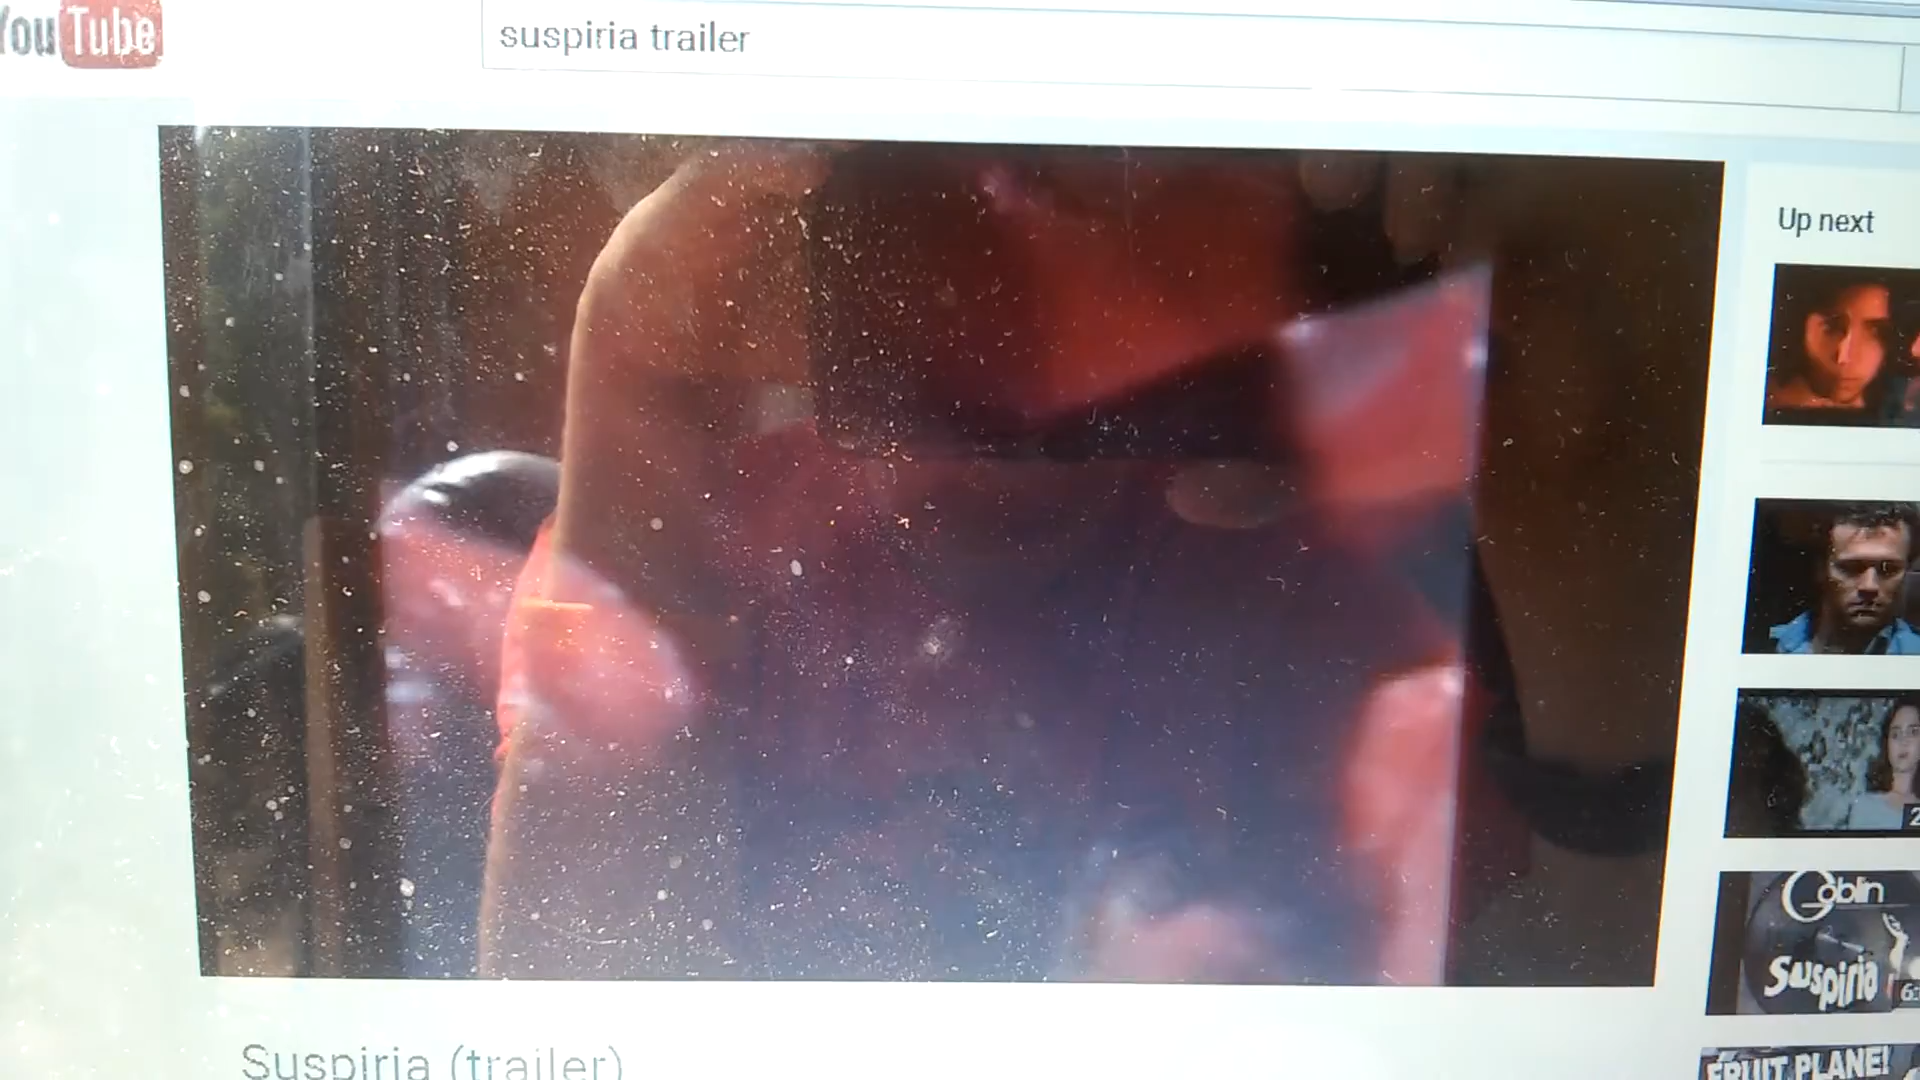 YouTube
suspiria trailer
Up next
Goblin
Suspiria
Suspiria (trailer)
FRUIT PLANE!